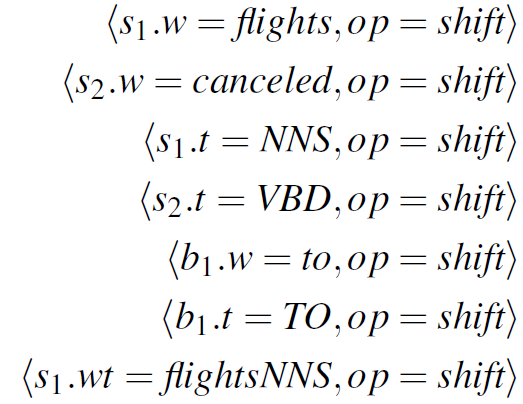 ⟨s₁.w = flights, op = shift⟩
⟨s₂.w = canceled, op = shift⟩
⟨s₁.t = NNS, op = shift⟩
⟨s₂.t = VBD, op = shift⟩
⟨b₁.w = to, op = shift⟩
⟨b₁.t = TO, op = shift⟩
⟨s₁.wt = flightsNNS, op = shift⟩